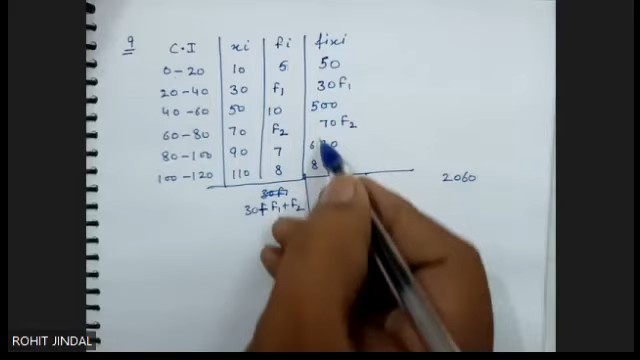 9 C.I xi fi fixi
0-20 10 5 50
20-40 30 f1 30f1
40-60 50 10 500
60-80 70 f2 70f2
80-100 90 7
100-120 110 8
2060
30+f1+f2
ROHIT JINDAL